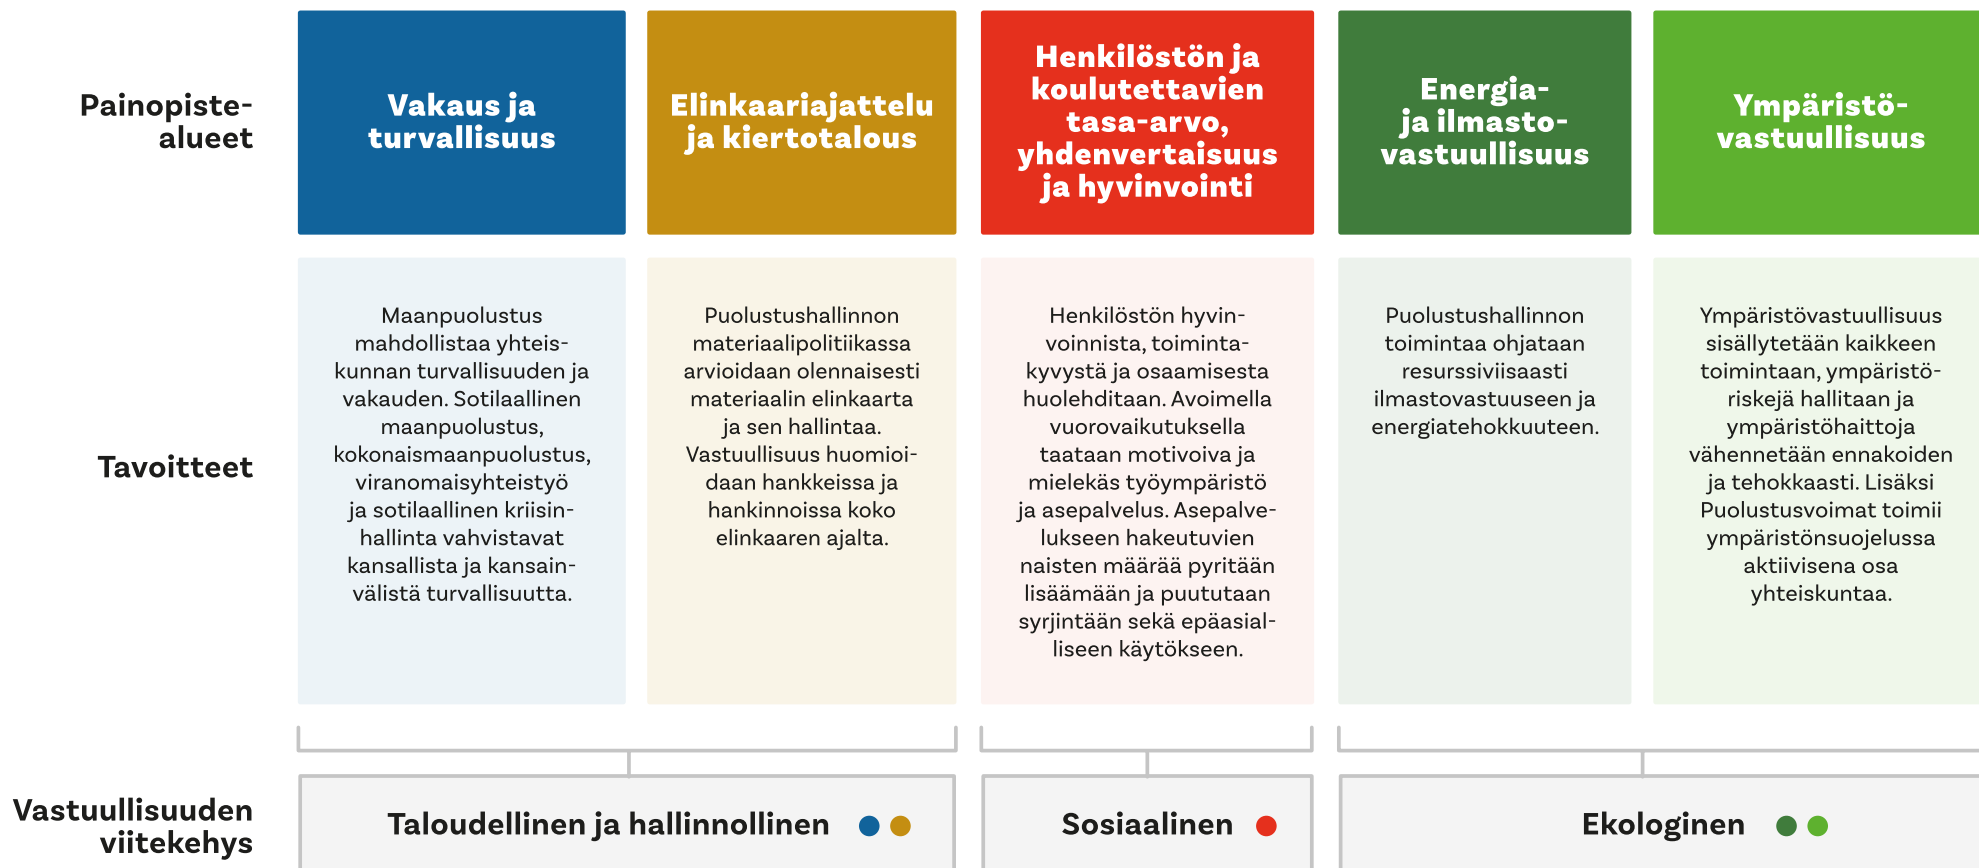 Painopiste-
alueet
Vakaus ja
turvallisuus
Elinkaariajattelu
ja kiertotalous
Henkilöstön ja
koulutettavien
tasa-arvo,
yhdenvertaisuus
ja hyvinvointi
Energia-
ja ilmasto-
vastuullisuus
Ympäristö-
vastuullisuus
Tavoitteet
Maanpuolustus
mahdollistaa yhteis-
kunnan turvallisuuden ja
vakauden. Sotilaallinen
maanpuolustus,
kokonaismaanpuolustus,
viranomaisyhteistyö
ja sotilaallinen kriisin-
hallinta vahvistavat
kansallista ja kansain-
välistä turvallisuutta.
Puolustushallinnon
materiaalipolitiikassa
arvioidaan olennaisesti
materiaalin elinkaarta
ja sen hallintaa.
Vastuullisuus huomioi-
daan hankkeissa ja
hankinnoissa koko
elinkaaren ajalta.
Henkilöstön hyvin-
voinnista, toiminta-
kyvystä ja osaamisesta
huolehditaan. Avoimella
vuorovaikutuksella
taataan motivoiva ja
mielekäs työympäristö
ja asepalvelus. Asepalve-
lukseen hakeutuvien
naisten määrää pyritään
lisäämään ja puututaan
syrjintään sekä epäasial-
liseen käytökseen.
Puolustushallinnon
toimintaa ohjataan
resurssiviisaasti
ilmastovastuuseen ja
energiatehokkuuteen.
Ympäristövastuullisuus
sisällytetään kaikkeen
toimintaan, ympäristö-
riskejä hallitaan ja
ympäristöhaittoja
vähennetään ennakoiden
ja tehokkaasti. Lisäksi
Puolustusvoimat toimii
ympäristönsuojelussa
aktiivisena osa
yhteiskuntaa.
Vastuullisuuden
viitekehys
Taloudellinen ja hallinnollinen
Sosiaalinen
Ekologinen